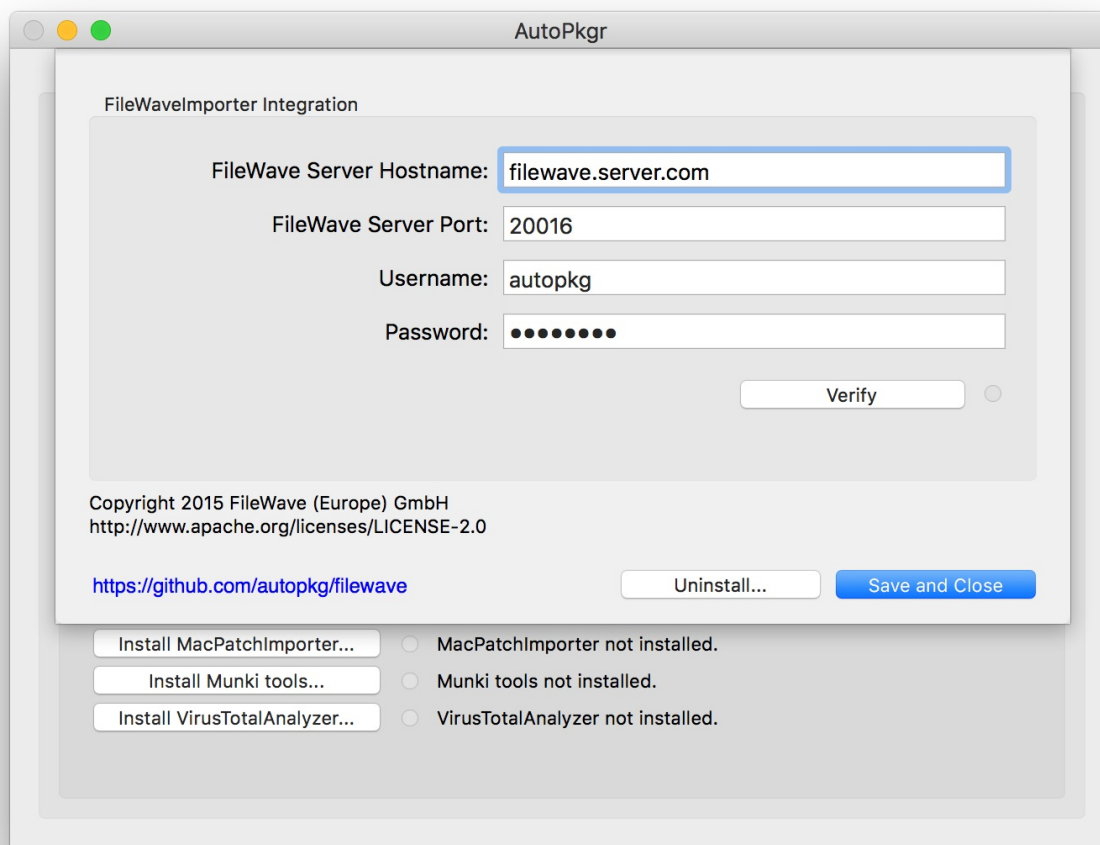 AutoPkgr
FileWaveImporter Integration
FileWave Server Hostname: filewave.server.com
FileWave Server Port: 20016
Username: autopkg
Password: ●●●●●●●●
Verify
Copyright 2015 FileWave (Europe) GmbH
http://www.apache.org/licenses/LICENSE-2.0
https://github.com/autopkg/filewave Uninstall... Save and Close
Install MacPatchImporter... MacPatchImporter not installed.
Install Munki tools... Munki tools not installed.
Install VirusTotalAnalyzer... VirusTotalAnalyzer not installed.